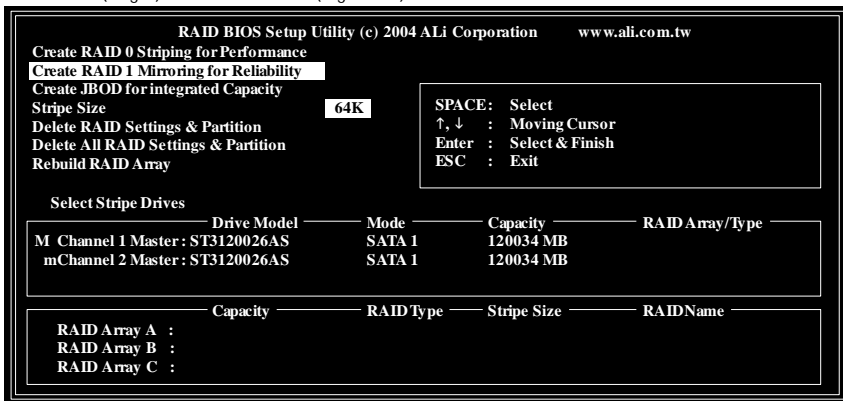 RAID BIOS Setup Utility (c) 2004 ALi Corporation www.ali.com.tw
Create RAID 0 Striping for Performance
Create RAID 1 Mirroring for Reliability
Create JBOD for integrated Capacity
Stripe Size 64K
Delete RAID Settings & Partition
Delete All RAID Settings & Partition
Rebuild RAID Array
SPACE: Select
↑, ↓ : Moving Cursor
Enter : Select & Finish
ESC : Exit
Select Stripe Drives
Drive Model Mode Capacity RAID Array/Type
M Channel 1 Master : ST3120026AS SATA 1 120034 MB
mChannel 2 Master : ST3120026AS SATA 1 120034 MB
Capacity RAID Type Stripe Size RAIDName
RAID Array A :
RAID Array B :
RAID Array C :